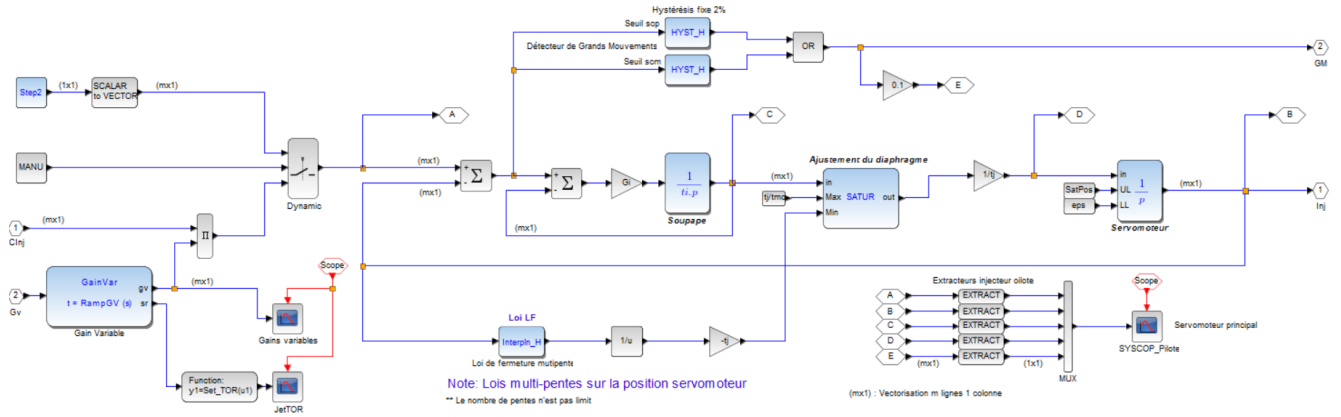 Hystérésis fixe 2%
Seuil scp
HYST_H
Détecteur de Grands Mouvements
OR
2
GM
Seuil scm
HYST_H
0.1
E
Step2
(1x1)
SCALAR
to VECTOR
(mx1)
A
C
D
B
MANU
Dynamic
(mx1)
(mx1)
+
-
Σ
+
-
Σ
Gi
1
ti.p
Soupape
(mx1)
(mx1)
Ajustement du diaphragme
in
Max
Min
SATUR
out
tj/tmo
1/tj
in
UL
LL
SatPos
eps
1
p
Servomoteur
(mx1)
1
Inj
1
CInj
(mx1)
Π
2
Gv
GainVar
t = RampGV (s)
gv
sr
Gain Variable
(mx1)
Scope
Gains variables
Function:
y1=Set_TOR(u1)
JetTOR
Loi LF
Interpln_H
Loi de fermeture mutipente
1/u
-tj
Note: Lois multi-pentes sur la position servomoteur
** Le nombre de pentes n'est pas limit
Extracteurs injecteur oilote
A
EXTRACT
B
EXTRACT
C
EXTRACT
D
EXTRACT
E
(mx1)
EXTRACT
(1x1)
MUX
Scope
SYSCOP_Pilote
Servomoteur principal
(mx1) : Vectorisation m lignes 1 colonne